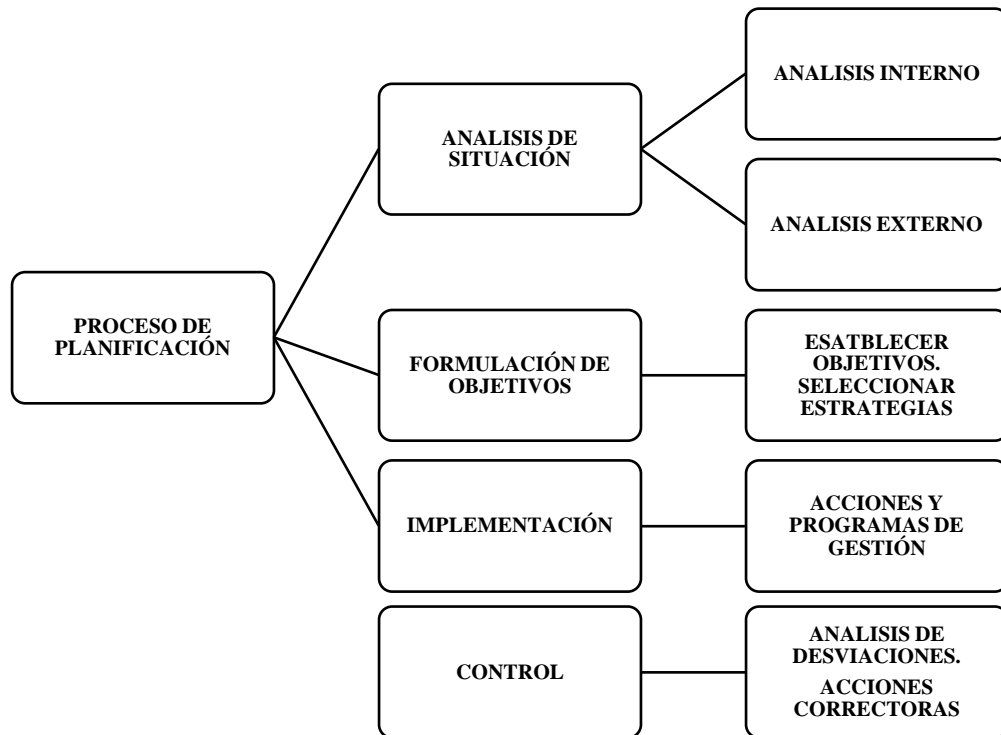 PROCESO DE
PLANIFICACIÓN
ANALISIS DE
SITUACIÓN
ANALISIS INTERNO
ANALISIS EXTERNO
FORMULACIÓN DE
OBJETIVOS
ESATBLECER
OBJETIVOS.
SELECCIONAR
ESTRATEGIAS
IMPLEMENTACIÓN
ACCIONES Y
PROGRAMAS DE
GESTIÓN
CONTROL
ANALISIS DE
DESVIACIONES.
ACCIONES
CORRECTORAS